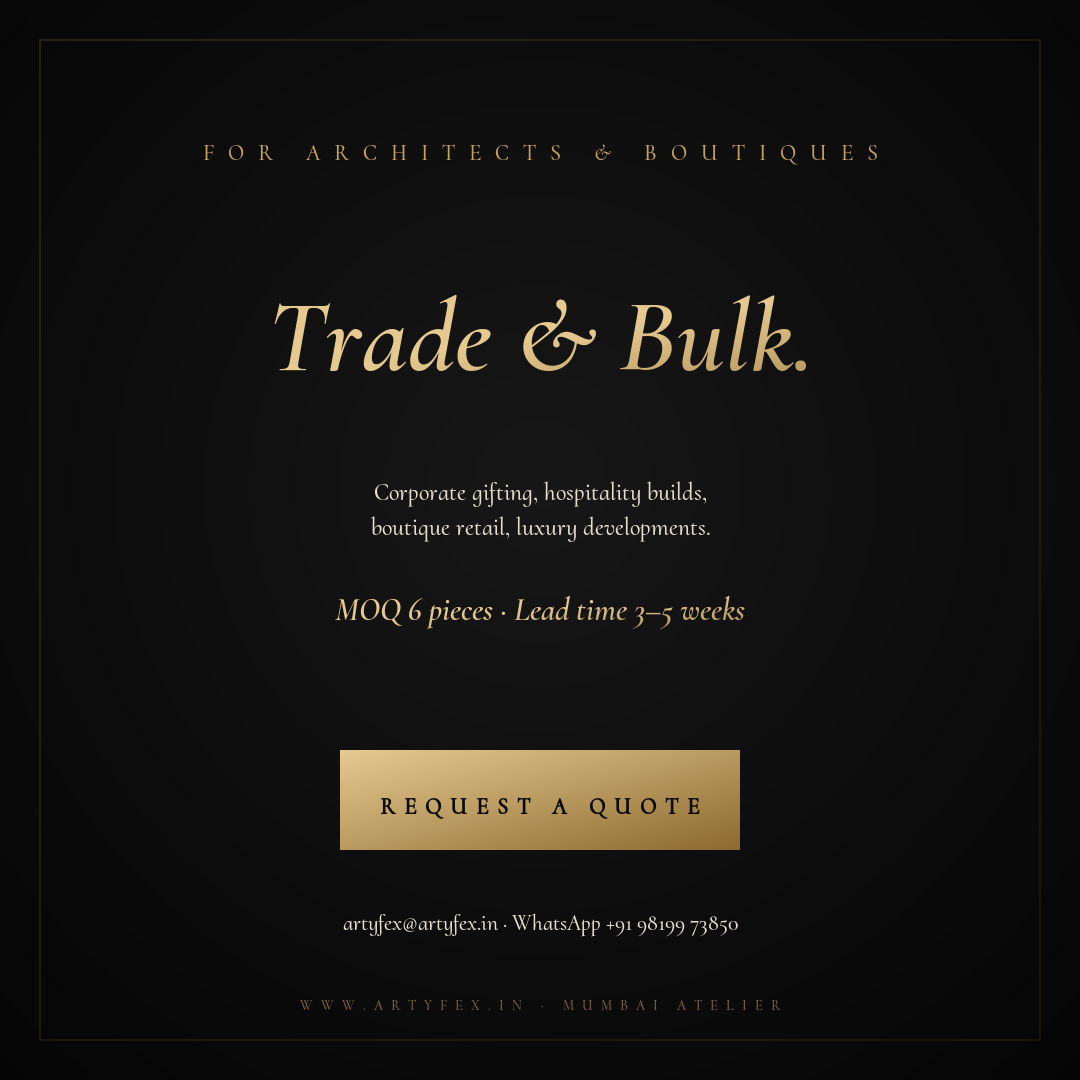 FOR ARCHITECTS & BOUTIQUES
Trade & Bulk.
Corporate gifting, hospitality builds,
boutique retail, luxury developments.
MOQ 6 pieces · Lead time 3–5 weeks
REQUEST A QUOTE
artyfex@artyfex.in · WhatsApp +91 98199 73850
WWW.ARTYFEX.IN · MUMBAI ATELIER